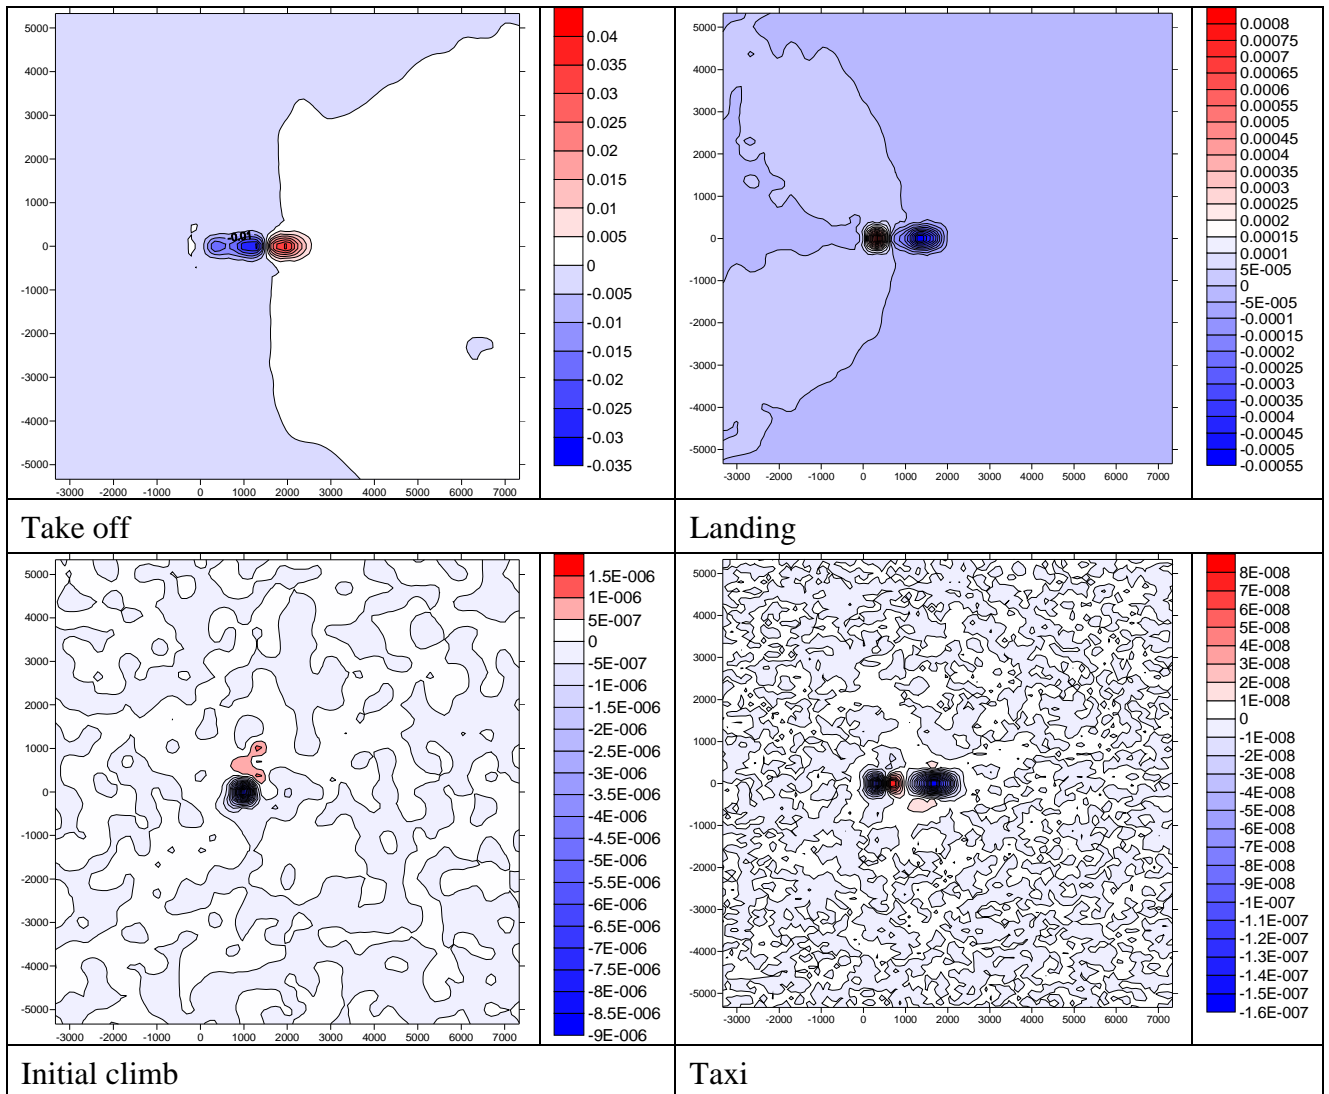 5000
4000
3000
2000
1000
0
-1000
-2000
-3000
-4000
-5000
-3000 -2000 -1000 0 1000 2000 3000 4000 5000 6000 7000
-0.01
0.04
0.035
0.03
0.025
0.02
0.015
0.01
0.005
0
-0.005
-0.01
-0.015
-0.02
-0.025
-0.03
-0.035
5000
4000
3000
2000
1000
0
-1000
-2000
-3000
-4000
-5000
-3000 -2000 -1000 0 1000 2000 3000 4000 5000 6000 7000
0.0008
0.00075
0.0007
0.00065
0.0006
0.00055
0.0005
0.00045
0.0004
0.00035
0.0003
0.00025
0.0002
0.00015
0.0001
5E-005
0
-5E-005
-0.0001
-0.00015
-0.0002
-0.00025
-0.0003
-0.00035
-0.0004
-0.00045
-0.0005
-0.00055
Take off
Landing
5000
4000
3000
2000
1000
0
-1000
-2000
-3000
-4000
-5000
-3000 -2000 -1000 0 1000 2000 3000 4000 5000 6000 7000
1.5E-006
1E-006
5E-007
0
-5E-007
-1E-006
-1.5E-006
-2E-006
-2.5E-006
-3E-006
-3.5E-006
-4E-006
-4.5E-006
-5E-006
-5.5E-006
-6E-006
-6.5E-006
-7E-006
-7.5E-006
-8E-006
-8.5E-006
-9E-006
5000
4000
3000
2000
1000
0
-1000
-2000
-3000
-4000
-5000
-3000 -2000 -1000 0 1000 2000 3000 4000 5000 6000 7000
8E-008
7E-008
6E-008
5E-008
4E-008
3E-008
2E-008
1E-008
0
-1E-008
-2E-008
-3E-008
-4E-008
-5E-008
-6E-008
-7E-008
-8E-008
-9E-008
-1E-007
-1.1E-007
-1.2E-007
-1.3E-007
-1.4E-007
-1.5E-007
-1.6E-007
Initial climb
Taxi